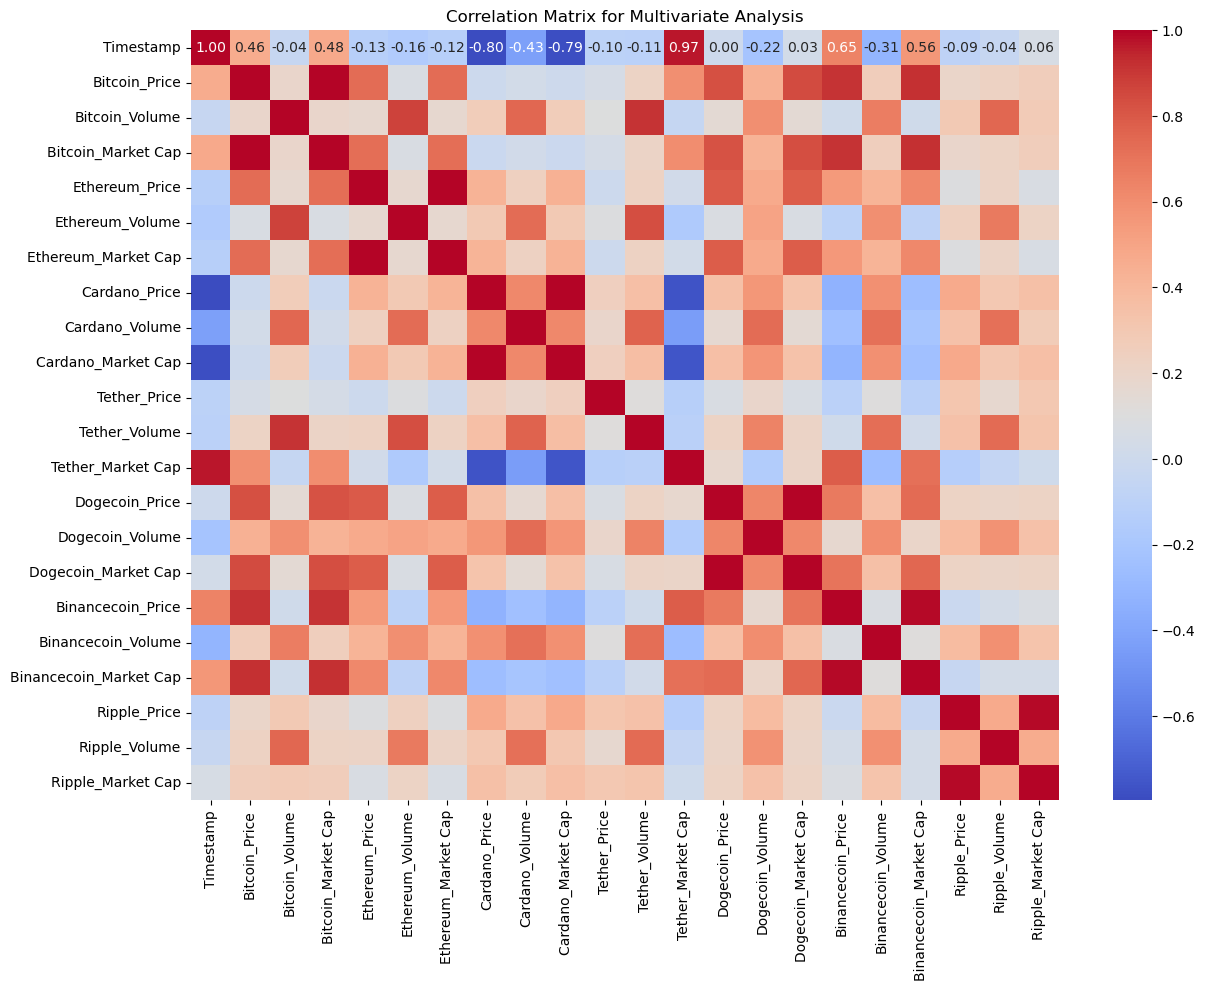 Correlation Matrix for Multivariate Analysis
Timestamp 1.00 0.46 -0.04 0.48 -0.13 -0.16 -0.12 -0.80 -0.43 -0.79 -0.10 -0.11 0.97 0.00 -0.22 0.03 0.65 -0.31 0.56 -0.09 -0.04 0.06
Bitcoin_Price
Bitcoin_Volume
Bitcoin_Market Cap
Ethereum_Price
Ethereum_Volume
Ethereum_Market Cap
Cardano_Price
Cardano_Volume
Cardano_Market Cap
Tether_Price
Tether_Volume
Tether_Market Cap
Dogecoin_Price
Dogecoin_Volume
Dogecoin_Market Cap
Binancecoin_Price
Binancecoin_Volume
Binancecoin_Market Cap
Ripple_Price
Ripple_Volume
Ripple_Market Cap
Timestamp
Bitcoin_Price
Bitcoin_Volume
Bitcoin_Market Cap
Ethereum_Price
Ethereum_Volume
Ethereum_Market Cap
Cardano_Price
Cardano_Volume
Cardano_Market Cap
Tether_Price
Tether_Volume
Tether_Market Cap
Dogecoin_Price
Dogecoin_Volume
Dogecoin_Market Cap
Binancecoin_Price
Binancecoin_Volume
Binancecoin_Market Cap
Ripple_Price
Ripple_Volume
Ripple_Market Cap
1.0
0.8
0.6
0.4
0.2
0.0
−0.2
−0.4
−0.6